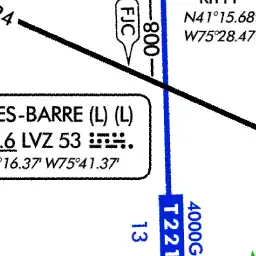 FJC
800
N41°15.68
W75°28.47
ES-BARRE (L) (L)
.6 LVZ 53
°16.37' W75°41.37'
T221
4000G
13